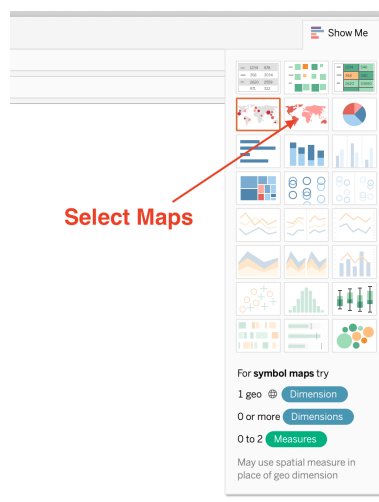 Show Me
Select Maps
For symbol maps try
1 geo Dimension
0 or more Dimensions
0 to 2 Measures
May use spatial measure in
place of geo dimension